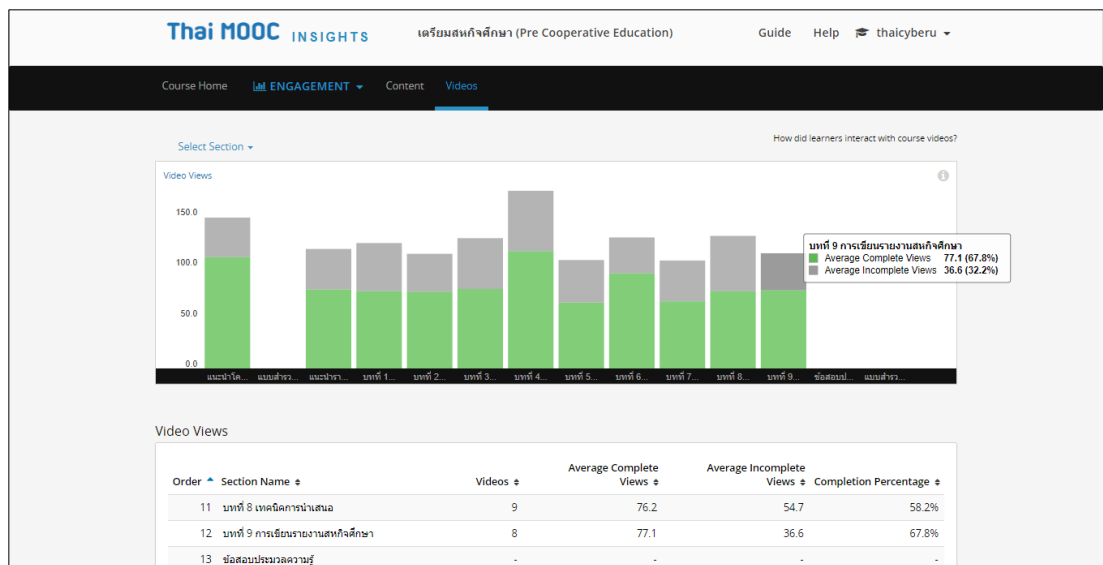 Thai MOOC INSIGHTS เตรียมสหกิจศึกษา (Pre Cooperative Education) Guide Help thaicyberu
Course Home ENGAGEMENT Content Videos
How did learners interact with course videos?
Select Section
Video Views
150.0
100.0
50.0
0.0
บทที่ 9 การเขียนรายงานสหกิจศึกษา
Average Complete Views 77.1 (67.8%)
Average Incomplete Views 36.6 (32.2%)
แนะนำโค... แบบสำรว... แนะนำรา... บทที่ 1... บทที่ 2... บทที่ 3... บทที่ 4... บทที่ 5... บทที่ 6... บทที่ 7... บทที่ 8... บทที่ 9... ข้อสอบป... แบบสำรว...
Video Views
Order Section Name Videos Average Complete Views Average Incomplete Views Completion Percentage
11 บทที่ 8 เทคนิคการนำเสนอ 9 76.2 54.7 58.2%
12 บทที่ 9 การเขียนรายงานสหกิจศึกษา 8 77.1 36.6 67.8%
13 ข้อสอบประมวลความรู้ - - - -